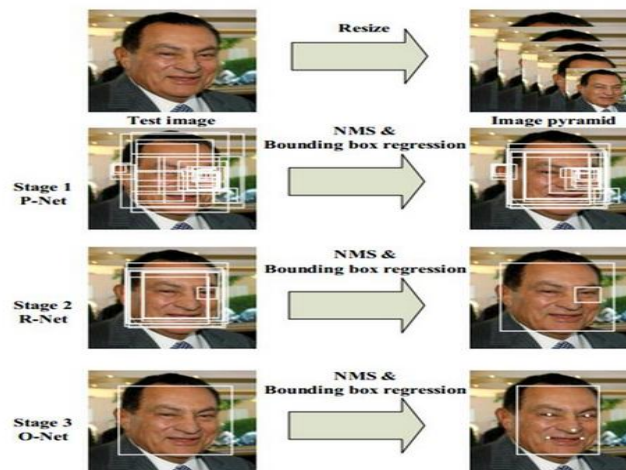 Resize
Test image
Image pyramid
NMS &
Bounding box regression
Stage 1
P-Net
NMS &
Bounding box regression
Stage 2
R-Net
NMS &
Bounding box regression
Stage 3
O-Net